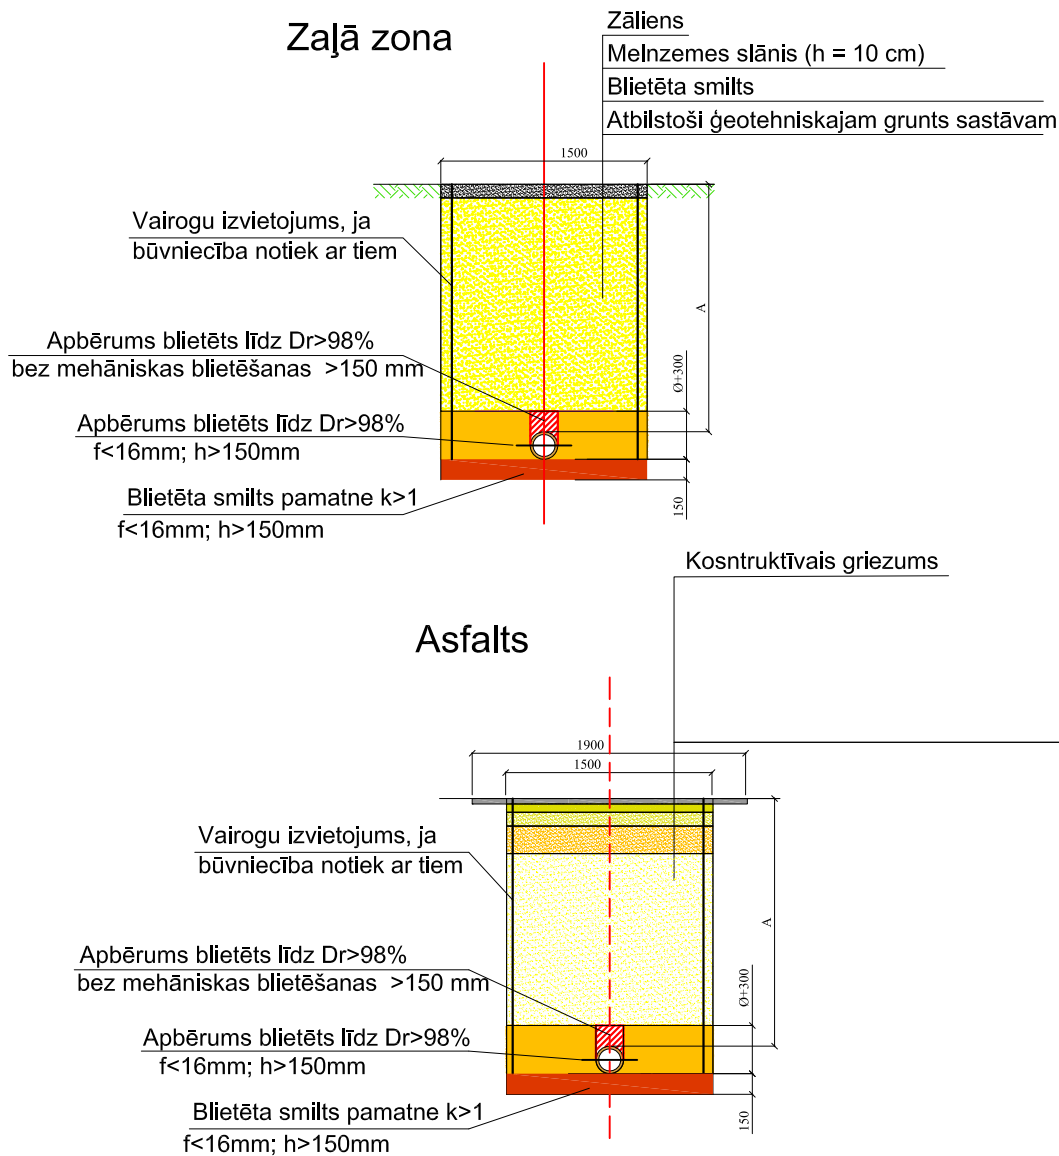 Zaļā zona
Zāliens
Melnzemes slānis (h = 10 cm)
Blietēta smilts
Atbilstoši ģeotehniskajam grunts sastāvam
1500
Vairogu izvietojums, ja
būvniecība notiek ar tiem
A
Apbērums blietēts līdz Dr>98%
bez mehāniskas blietēšanas >150 mm
Ø+300
Apbērums blietēts līdz Dr>98%
f<16mm; h>150mm
Blietēta smilts pamatne k>1
f<16mm; h>150mm
150
Kosntruktīvais griezums
Asfalts
1900
1500
Vairogu izvietojums, ja
būvniecība notiek ar tiem
A
Apbērums blietēts līdz Dr>98%
bez mehāniskas blietēšanas >150 mm
Ø+300
Apbērums blietēts līdz Dr>98%
f<16mm; h>150mm
Blietēta smilts pamatne k>1
f<16mm; h>150mm
150